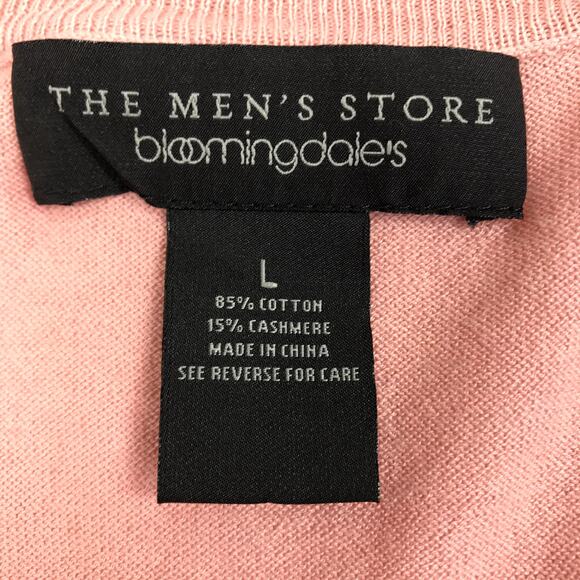 THE MEN'S STORE
bloomingdale's
L
85% COTTON
15% CASHMERE
MADE IN CHINA
SEE REVERSE FOR CARE